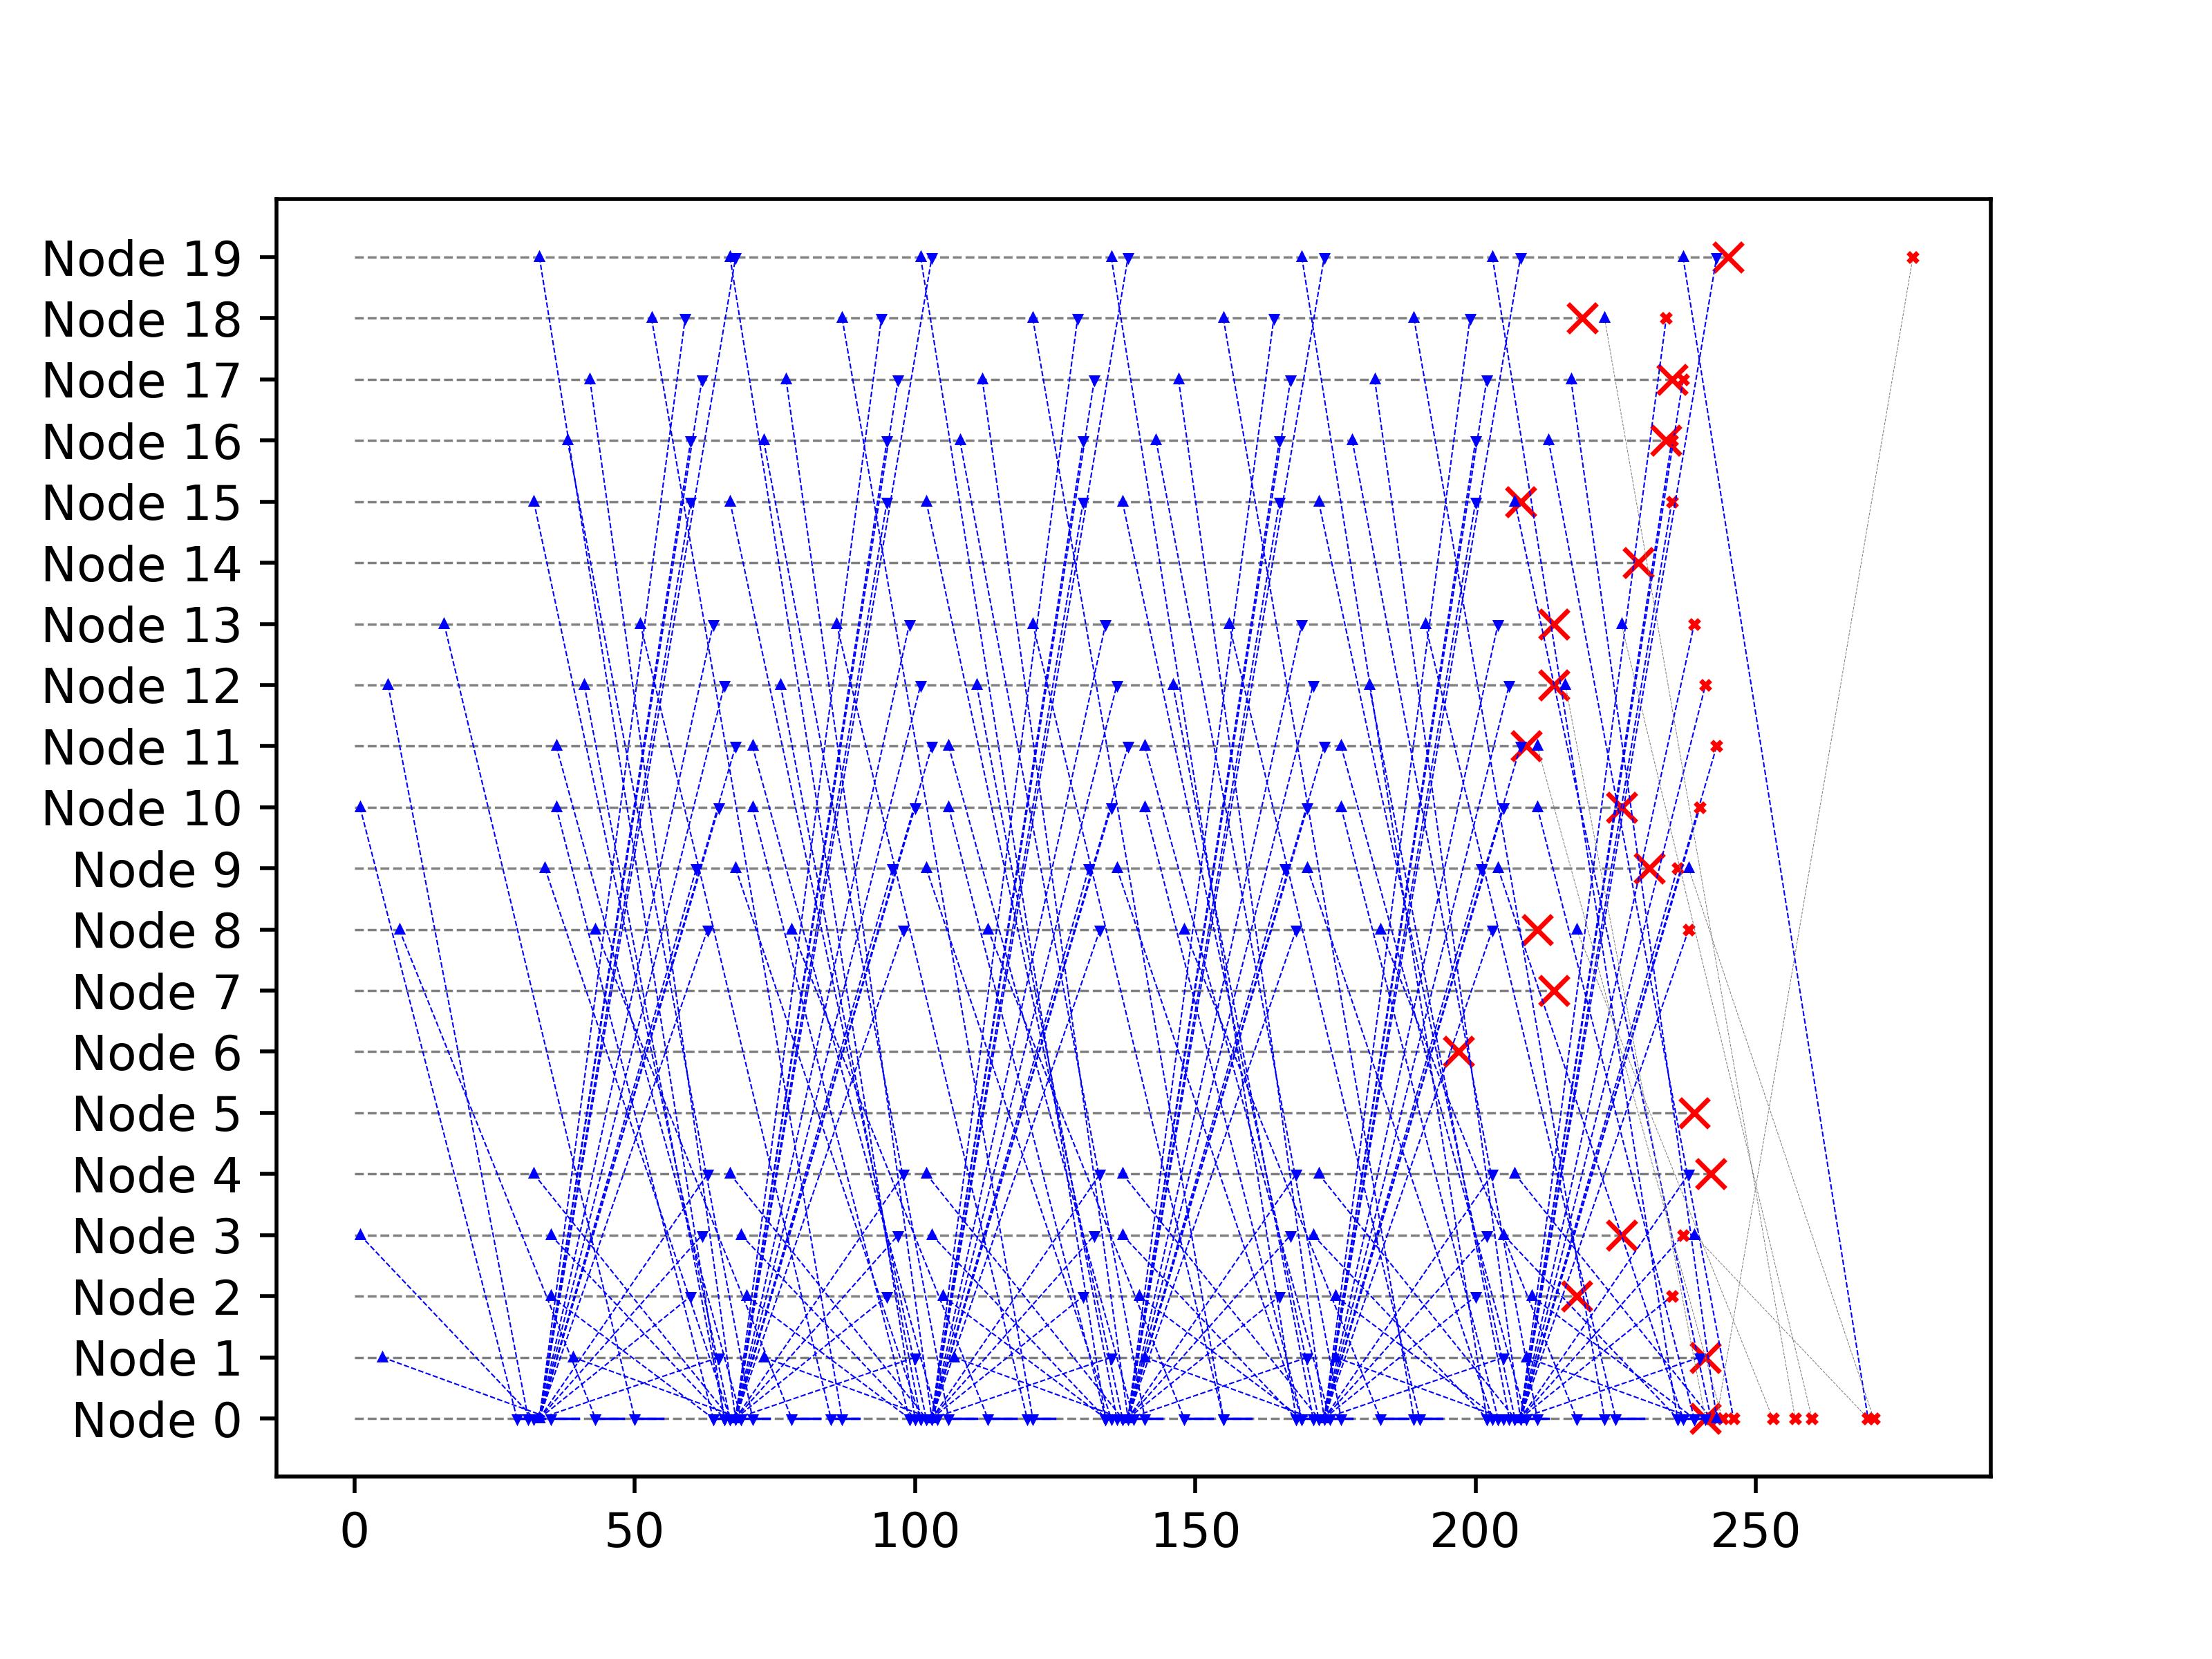 Node 19
Node 18
Node 17
Node 16
Node 15
Node 14
Node 13
Node 12
Node 11
Node 10
Node 9
Node 8
Node 7
Node 6
Node 5
Node 4
Node 3
Node 2
Node 1
Node 0
0 50 100 150 200 250